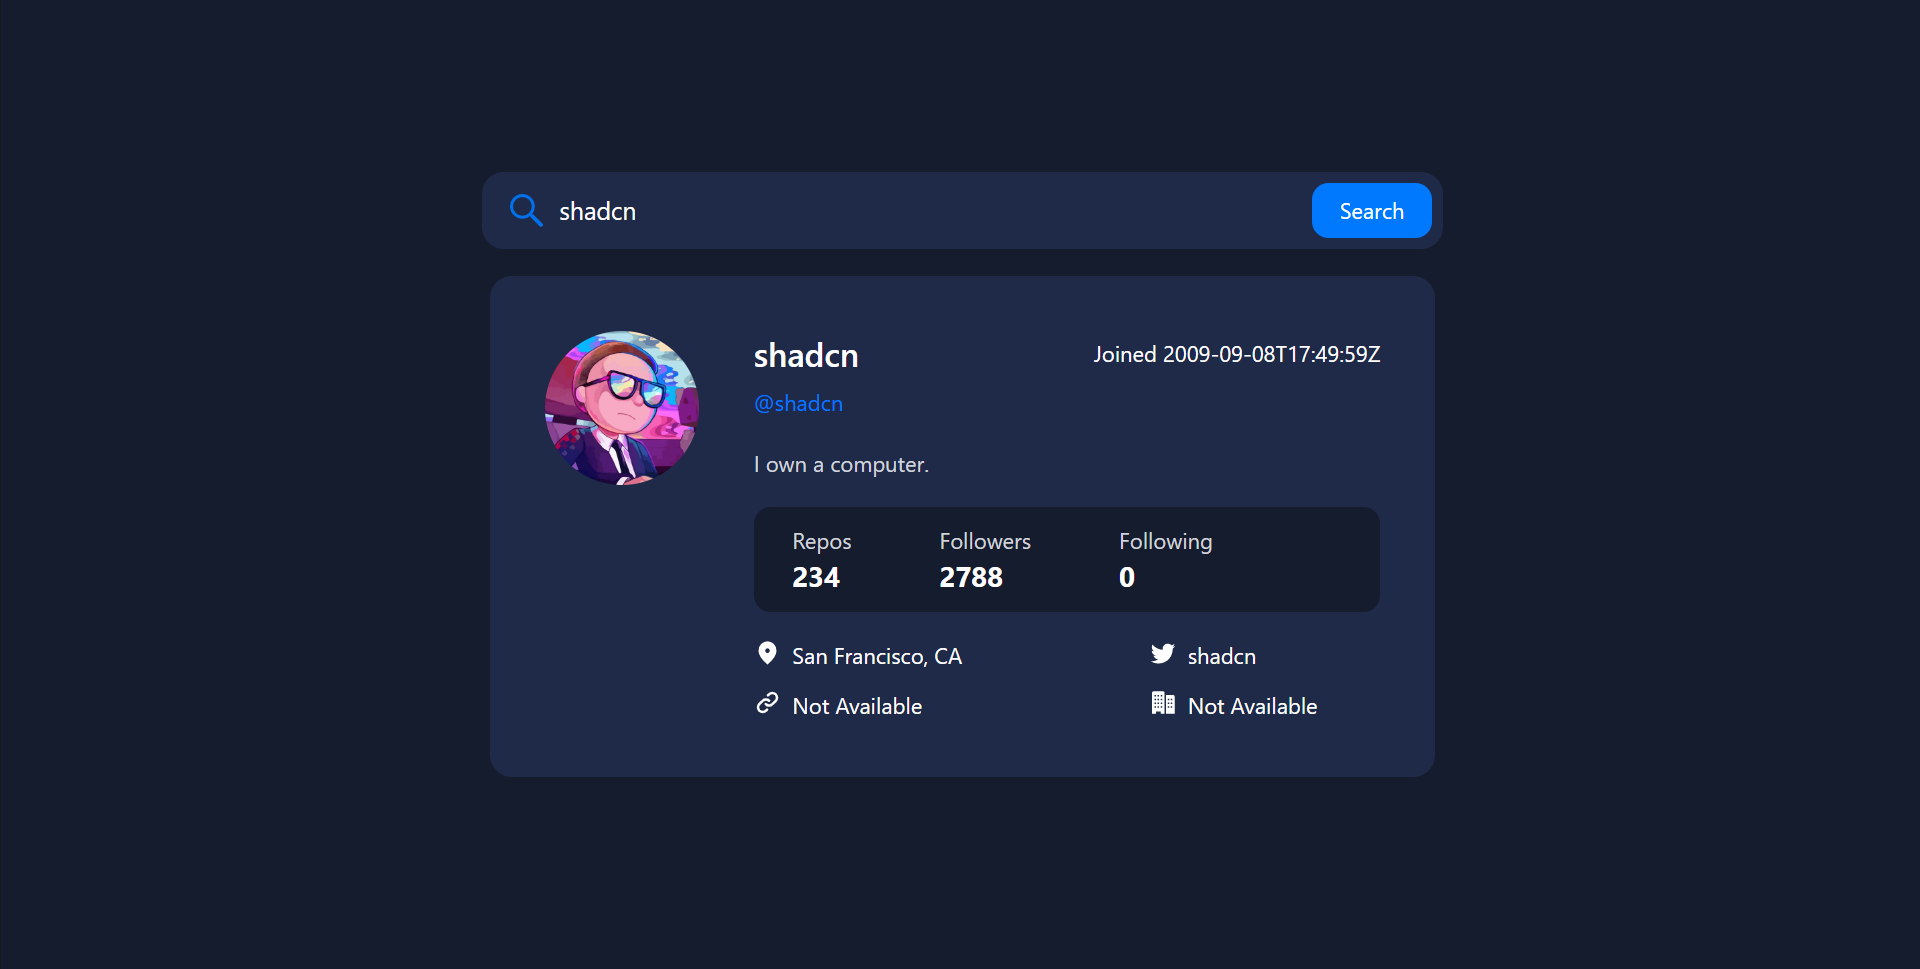 shadcn
Search
shadcn
Joined 2009-09-08T17:49:59Z
@shadcn
I own a computer.
Repos
Followers
Following
234
2788
0
San Francisco, CA
shadcn
Not Available
Not Available